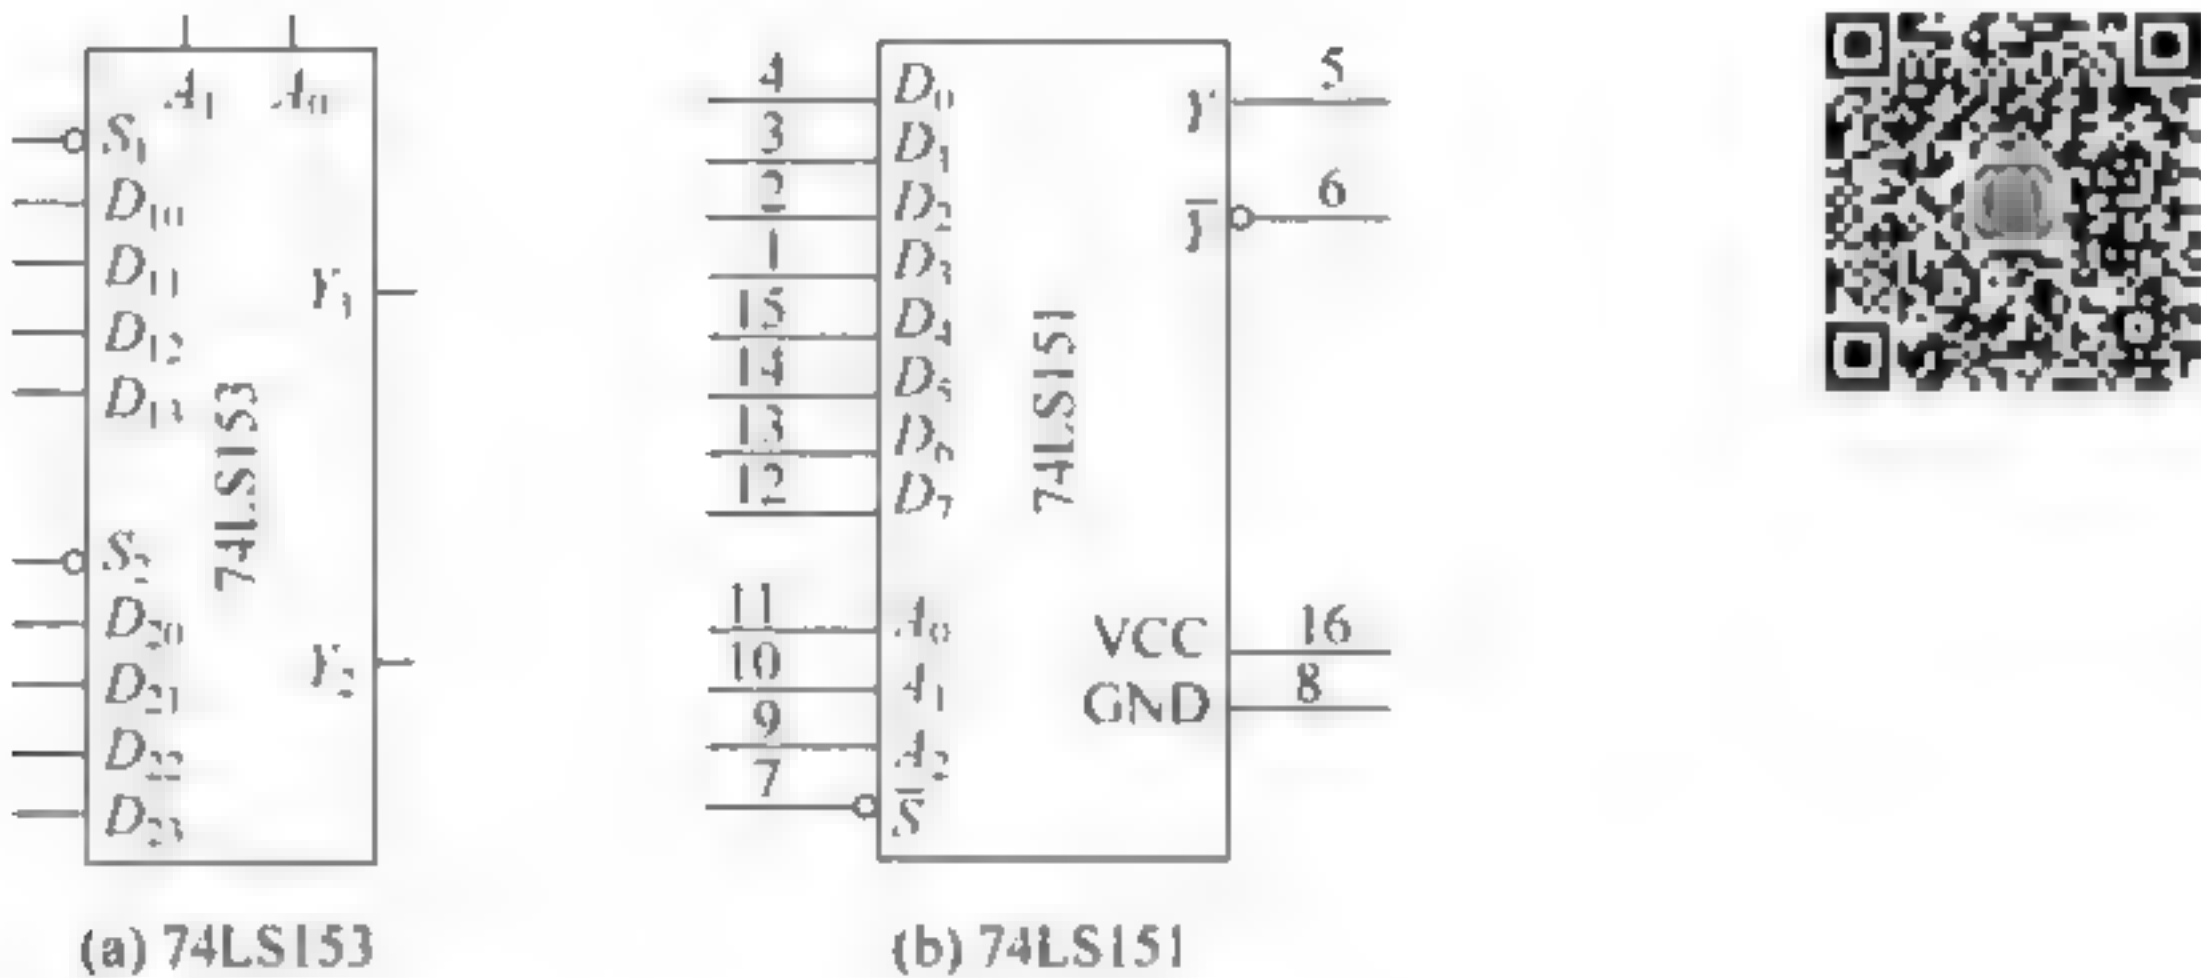 A₁ A₀
S₁
D₁₀
D₁₁
D₁₂
D₁₃
Y₁
74LS153
S₂
D₂₀
D₂₁
D₂₂
D₂₃
Y₂
(a) 74LS153
4 D₀
3 D₁
2 D₂
1 D₃
15 D₄
14 D₅
13
12 D₇
74LS151
11 A₀
10 A₁
9 A₂
7 S̅
Y 5
Y̅ 6
VCC 16
GND 8
(b) 74LS151